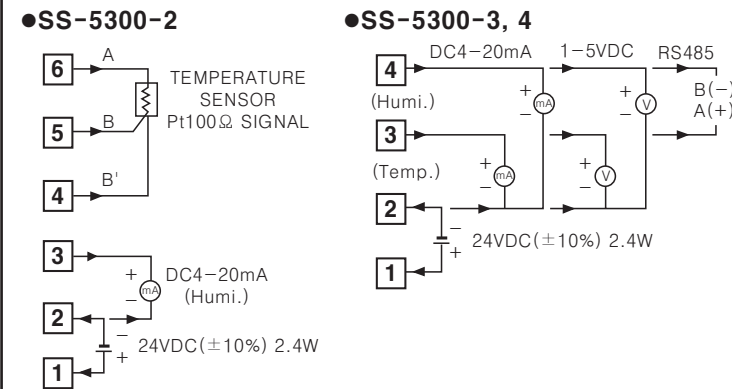 ●SS-5300-2
6
A
TEMPERATURE
SENSOR
Pt100Ω SIGNAL
5
B
4
B'
3
+
mA
−
DC4-20mA
(Humi.)
2
−
+
24VDC(±10%) 2.4W
1
●SS-5300-3, 4
DC4-20mA
1-5VDC
RS485
4
(Humi.)
+
mA
−
+
V
−
B(-)
A(+)
3
(Temp.)
+
mA
−
+
V
−
2
−
+
24VDC(±10%) 2.4W
1